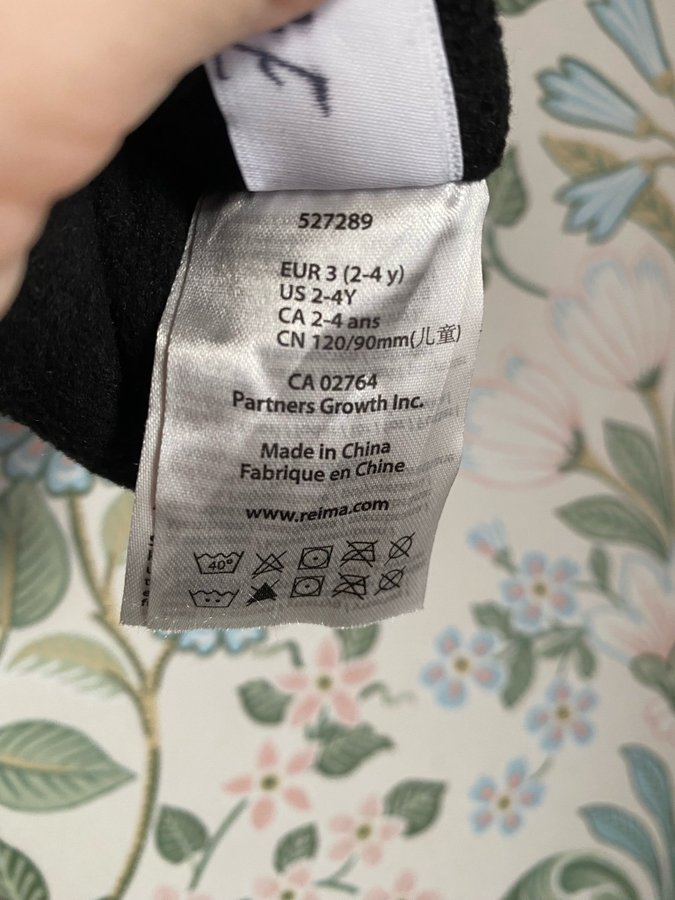 527289
EUR 3 (2-4 y)
US 2-4Y
CA 2-4 ans
CN 120/90mm(儿童)
CA 02764
Partners Growth Inc.
Made in China
Fabrique en Chine
www.reima.com
40°